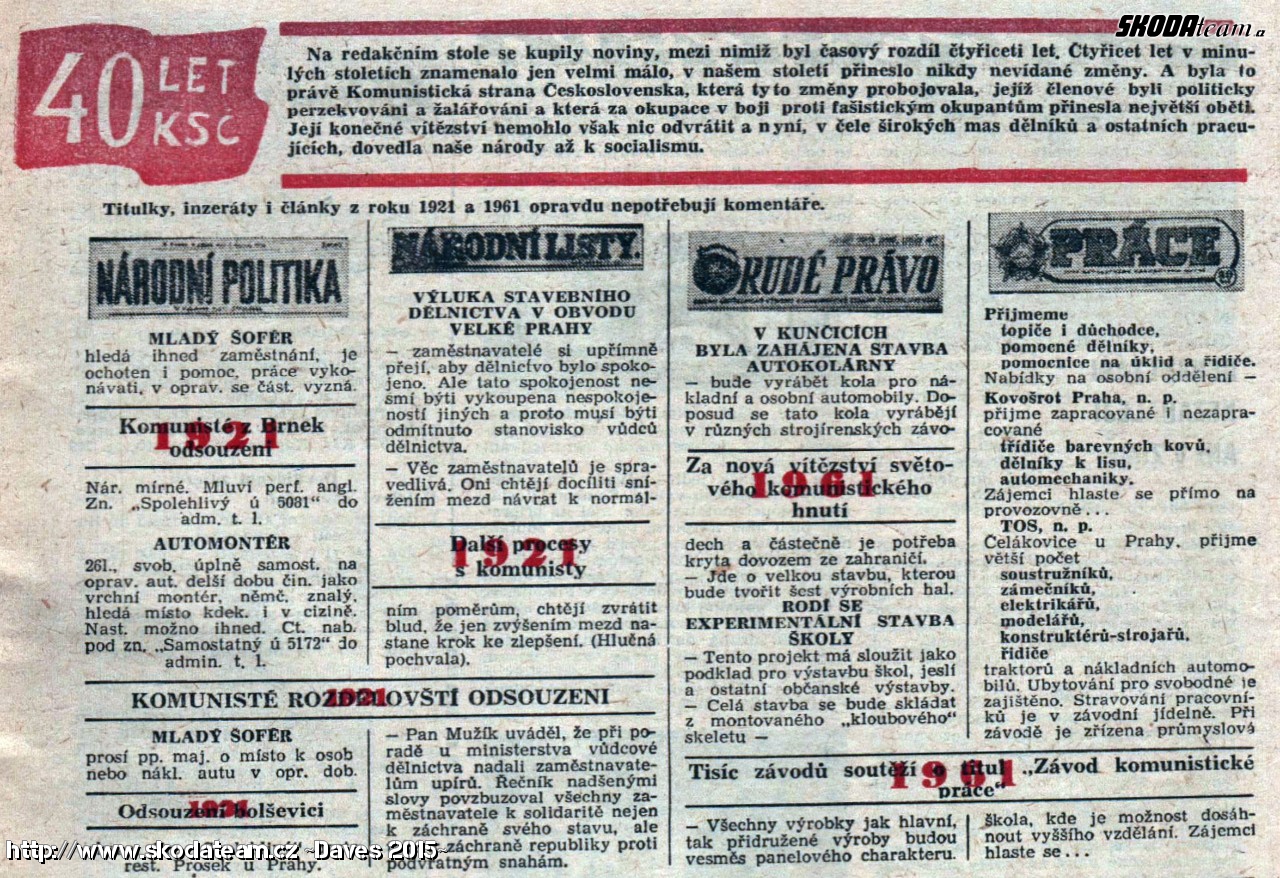 ŠKODAteam.cz
40 LET
KSČ
Na redakčním stole se kupily noviny, mezi nimiž byl časový rozdíl čtyřiceti let. Čtyřicet let v minu-
lých stoletích znamenalo jen velmi málo, v našem století přineslo nikdy nevídané změny. A byla to
právě Komunistická strana Československa, která tyto změny probojovala, jejíž členové byli politicky
perzekvováni a žalářováni a která za okupace v boji proti fašistickým okupantům přinesla největší oběti.
Její konečné vítězství nemohlo však nic odvrátit a nyní, v čele širokých mas dělníků a ostatních pracu-
jících, dovedla naše národy až k socialismu.
Titulky, inzeráty i články z roku 1921 a 1961 opravdu nepotřebují komentáře.
NÁRODNÍ POLITIKA
MLADÝ ŠOFÉR
hledá ihned zaměstnání, je
ochoten i pomoc. práce vyko-
návati, v oprav. se část. vyzná.
Komunisté z Brnek
odsouzeni
1921
Nár. mírné. Mluví perf. angl.
Zn. „Spolehlivý ú 5081“ do
adm. t. l.
AUTOMONTÉR
26l., svob. úplně samost. na
oprav. aut. delší dobu čin. jako
vrchní montér, němč. znalý,
hledá místo kdek. i v cizině.
Nast. možno ihned. Ct. nab.
pod zn. „Samostatný ú 5172“ do
admin. t. l.
NÁRODNÍ LISTY.
VÝLUKA STAVEBNÍHO
DĚLNICTVA V OBVODU
VELKÉ PRAHY
— zaměstnavatelé si upřímně
přejí, aby dělnictvo bylo spoko-
jeno. Ale tato spokojenost ne-
smí býti vykoupena nespokoje-
ností jiných a proto musí býti
odmítnuto stanovisko vůdců
dělnictva.
— Věc zaměstnavatelů je spra-
vedlivá. Oni chtějí docíliti sní-
žením mezd návrat k normál-
Další procesy
s komunisty
1921
ním poměrům, chtějí zvrátit
blud, že jen zvýšením mezd na-
stane krok ke zlepšení. (Hlučná
pochvala).
KOMUNISTÉ ROZDĚLOVŠTÍ ODSOUZENI
1921
MLADÝ ŠOFÉR
prosí pp. maj. o místo k osob
nebo nákl. autu v opr. dob.
Odsouzení bolševici
1921
rest. Prosek u Prahy.
— Pan Mužík uváděl, že při po-
radě u ministerstva vůdcové
dělnictva nadali zaměstnavate-
lům upírů. Řečník nadšenými
slovy povzbuzoval všechny za-
městnavatele k solidaritě nejen
k záchraně svého stavu, ale
záchraně republiky proti
podvratným snahám.
RUDÉ PRÁVO
V KUNČICÍCH
BYLA ZAHÁJENA STAVBA
AUTOKOLÁRNY
— bude vyrábět kola pro ná-
kladní a osobní automobily. Do-
posud se tato kola vyrábějí
v různých strojírenských závo-
Za nová vítězství světo-
vého komunistického
hnutí
1961
dech a částečně je potřeba
kryta dovozem ze zahraničí.
— Jde o velkou stavbu, kterou
bude tvořit šest výrobních hal.
RODÍ SE
EXPERIMENTÁLNÍ STAVBA
ŠKOLY
— Tento projekt má sloužit jako
podklad pro výstavbu škol, jeslí
a ostatní občanské výstavby.
— Celá stavba se bude skládat
z montovaného „kloubového“
skeletu —
PRÁCE
Přijmeme
topiče i důchodce,
pomocné dělníky,
pomocnice na úklid a řidiče.
Nabídky na osobní oddělení —
Kovošrot Praha, n. p.
přijme zapracované i nezapra-
cované
třídiče barevných kovů,
dělníky k lisu,
automechaniky.
Zájemci hlaste se přímo na
provozovně...
TOS, n. p.
Čelákovice u Prahy, přijme
větší počet
soustružníků,
zámečníků,
elektrikářů,
modelářů,
konstruktérů-strojařů,
řidiče
traktorů a nákladních automo-
bilů. Ubytování pro svobodné je
zajištěno. Stravování pracovní-
ků je v závodní jídelně. Při
závodě je zřízena průmyslová
Tisíc závodů soutěží o titul „Závod komunistické
práce“
1961
— Všechny výrobky jak hlavní,
tak přidružené výroby budou
vesměs panelového charakteru.
škola, kde je možnost dosáh-
nout vyššího vzdělání. Zájemci
hlaste se...
http://www.skodateam.cz ~Daves 2015~